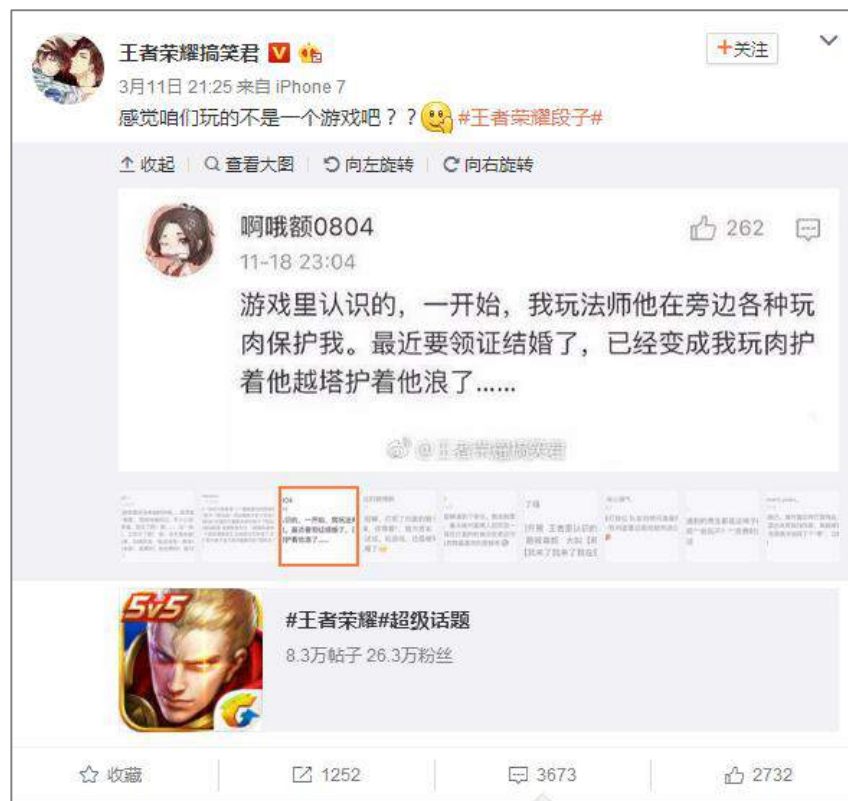 王者荣耀搞笑君
+关注
3月11日 21:25 来自 iPhone 7
感觉咱们玩的不是一个游戏吧？？ #王者荣耀段子#
收起 查看大图 向左旋转 向右旋转
啊哦额0804
262
11-18 23:04
游戏里认识的，一开始，我玩法师他在旁边各种玩
肉保护我。最近要领证结婚了，已经变成我玩肉护
着他越塔护着他浪了......
@王者荣耀搞笑君
5v5
#王者荣耀#超级话题
8.3万帖子 26.3万粉丝
收藏 1252 3673 2732